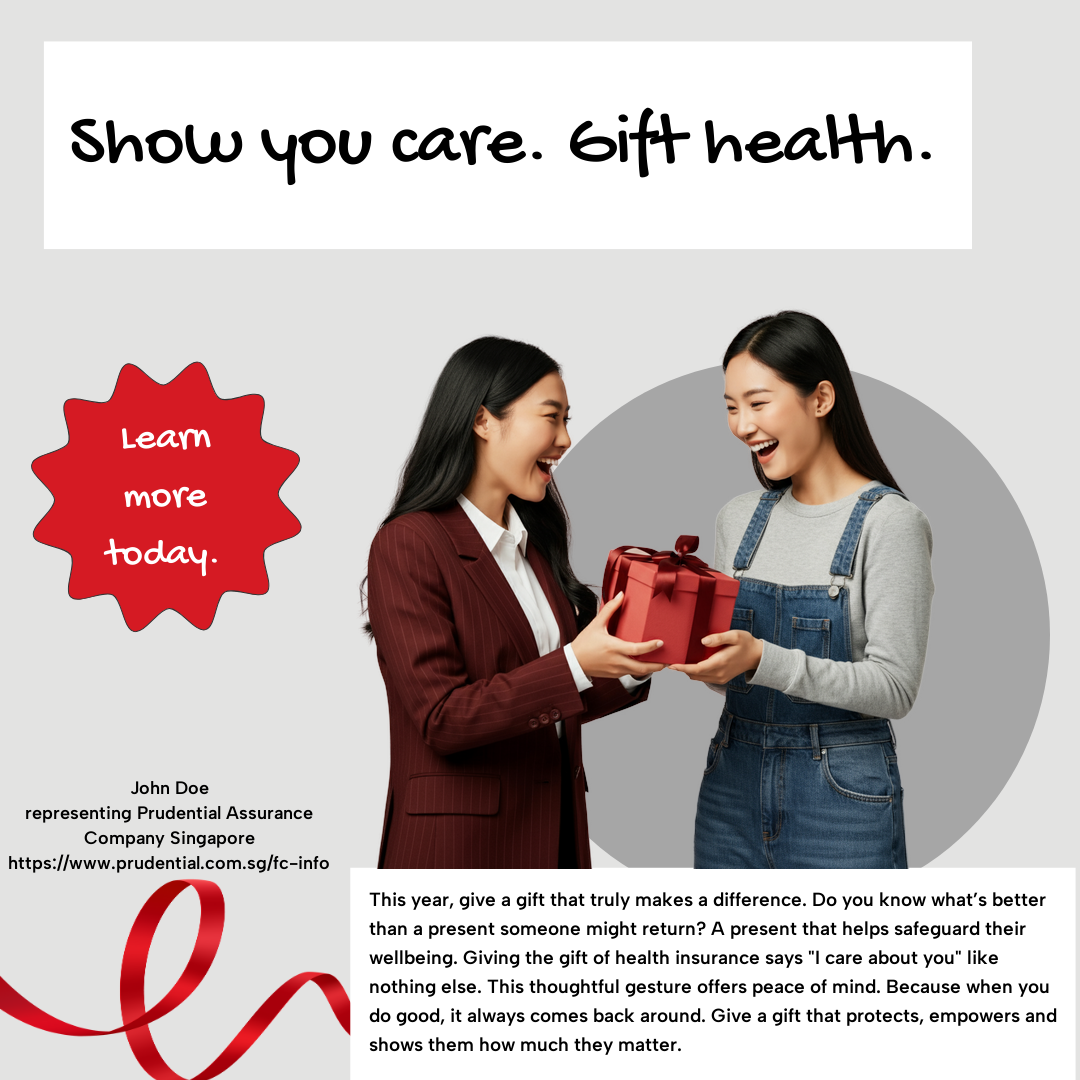 Show you care. Gift health.
Learn
more
today.
John Doe
representing Prudential Assurance
Company Singapore
https://www.prudential.com.sg/fc-info
This year, give a gift that truly makes a difference. Do you know what’s better
than a present someone might return? A present that helps safeguard their
wellbeing. Giving the gift of health insurance says "I care about you" like
nothing else. This thoughtful gesture offers peace of mind. Because when you
do good, it always comes back around. Give a gift that protects, empowers and
shows them how much they matter.